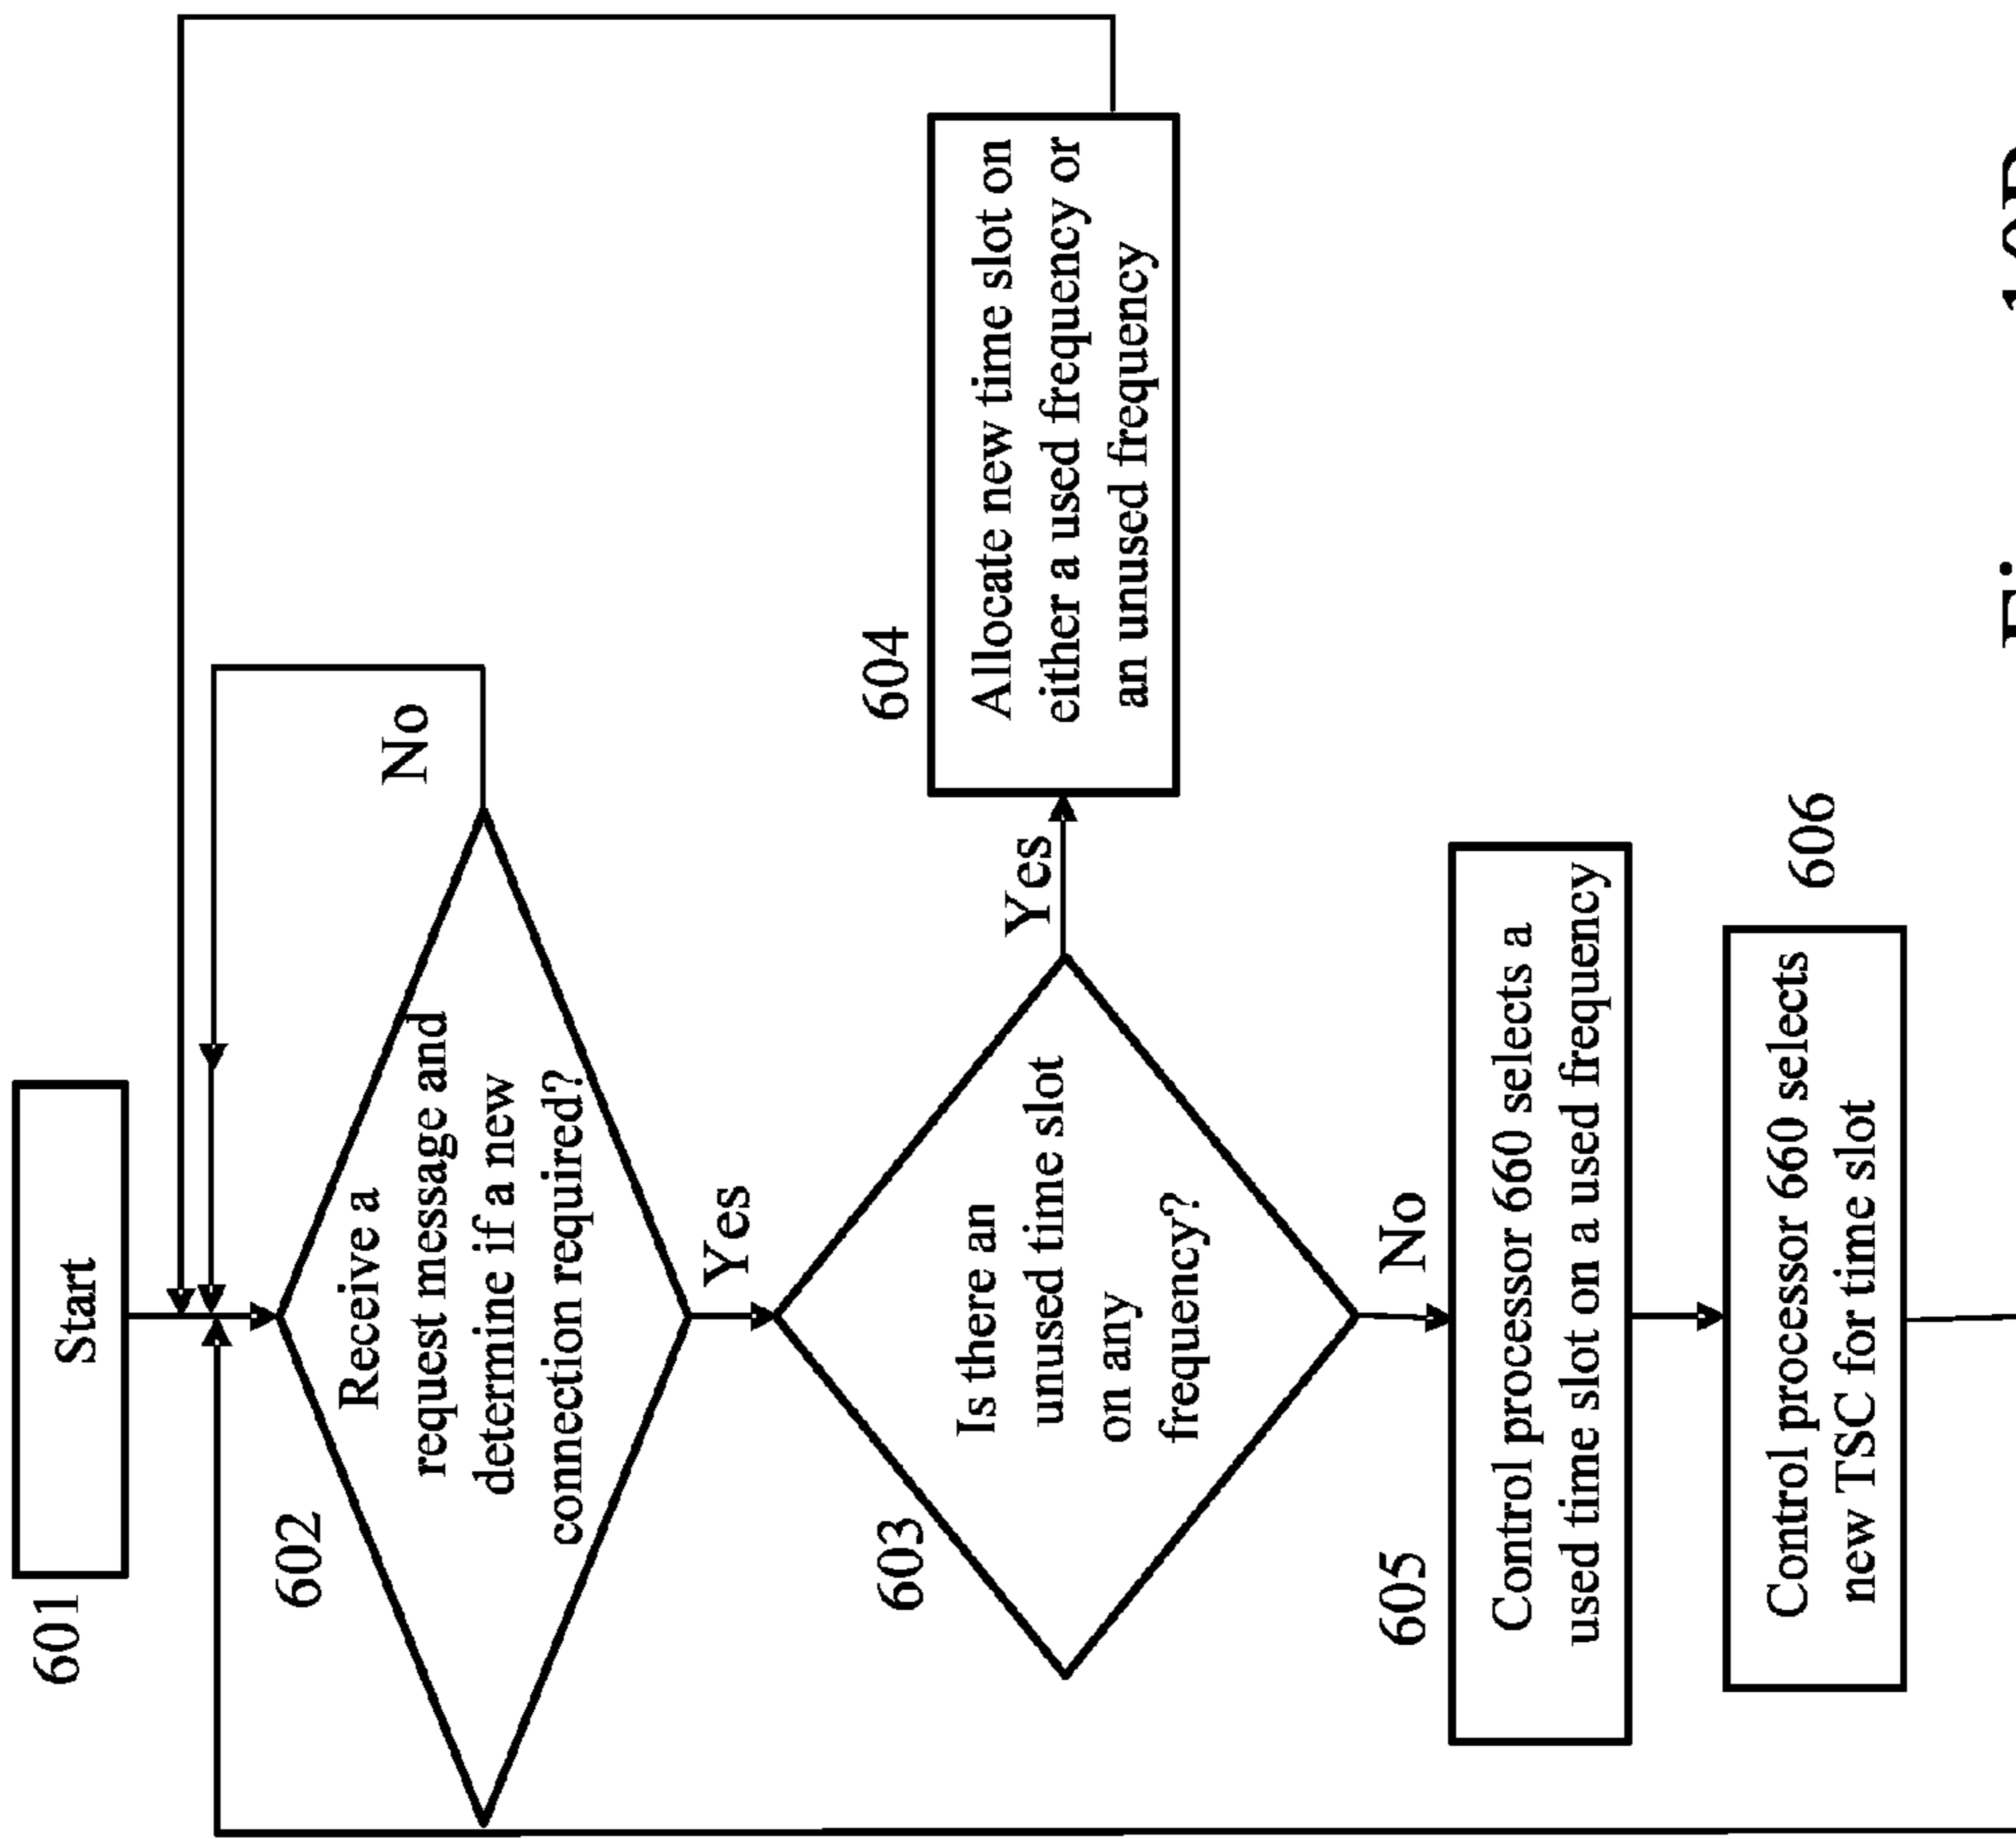 601
Start
602
Receive a
request message and
determine if a new
connection required?
No
Yes
603
Is there an
unused time slot
on any
frequency?
Yes
604
Allocate new time slot on
either a used frequency or
an unused frequency
No
605
Control processor 660 selects a
used time slot on a used frequency
606
Control processor 660 selects
new TSC for time slot